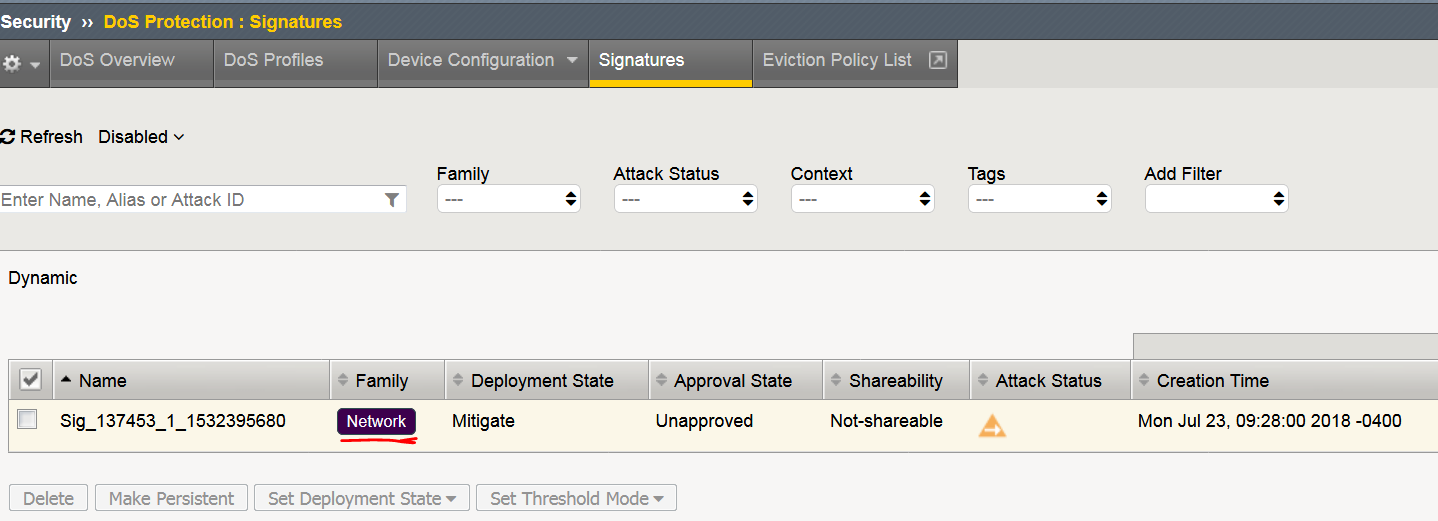 Security ›› DoS Protection : Signatures
DoS Overview DoS Profiles Device Configuration Signatures Eviction Policy List
Refresh Disabled
Family Attack Status Context Tags Add Filter
Enter Name, Alias or Attack ID --- --- --- ---
Dynamic
Name Family Deployment State Approval State Shareability Attack Status Creation Time
Sig_137453_1_1532395680 Network Mitigate Unapproved Not-shareable Mon Jul 23, 09:28:00 2018 -0400
Delete Make Persistent Set Deployment State Set Threshold Mode